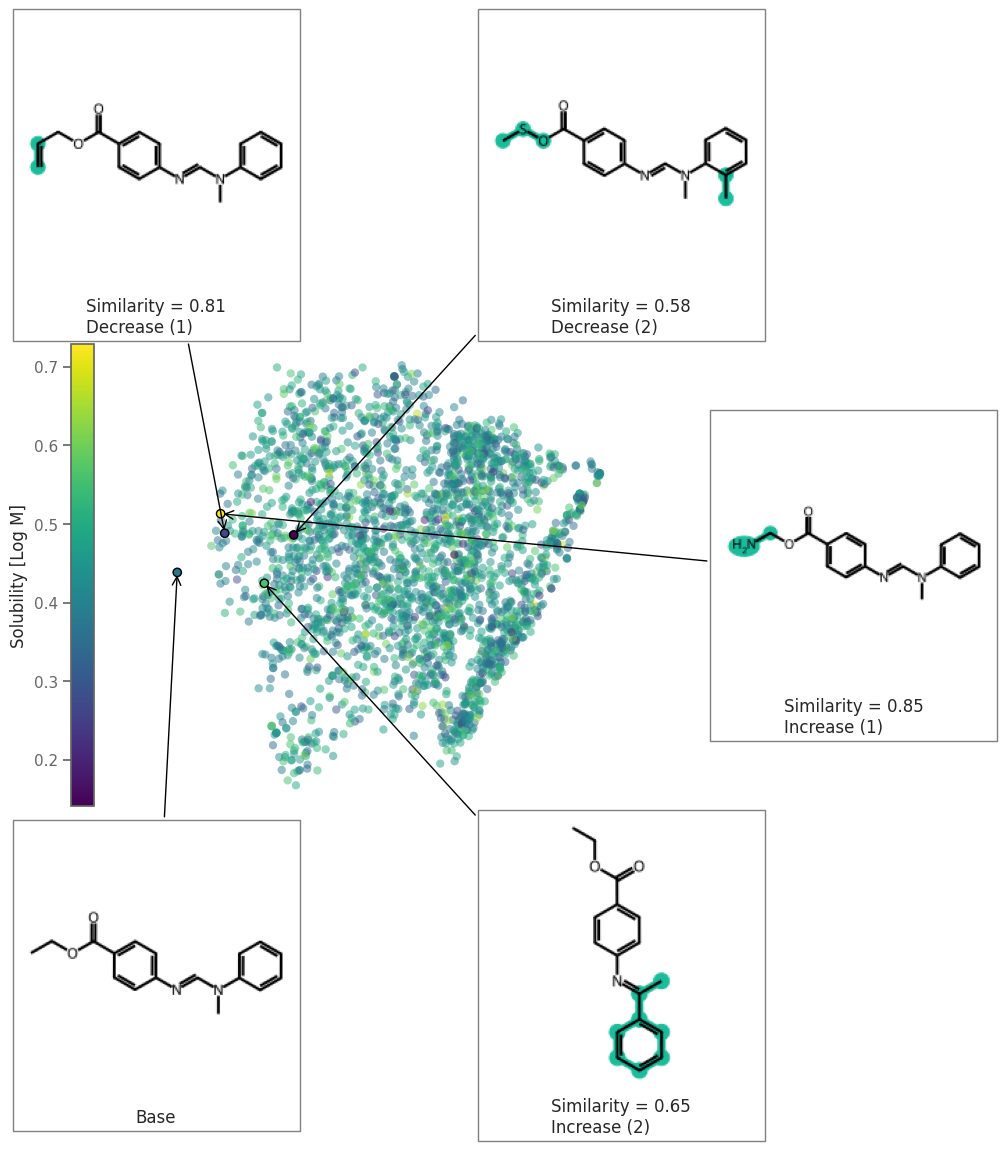 O
O
N
N
Similarity = 0.81
Decrease (1)
O
S
O
N
N
Similarity = 0.58
Decrease (2)
0.7
0.6
0.5
0.4
0.3
0.2
Solubility [Log M]
O
H₂N
O
N
N
Similarity = 0.85
Increase (1)
O
O
N
N
Base
O
O
N
Similarity = 0.65
Increase (2)